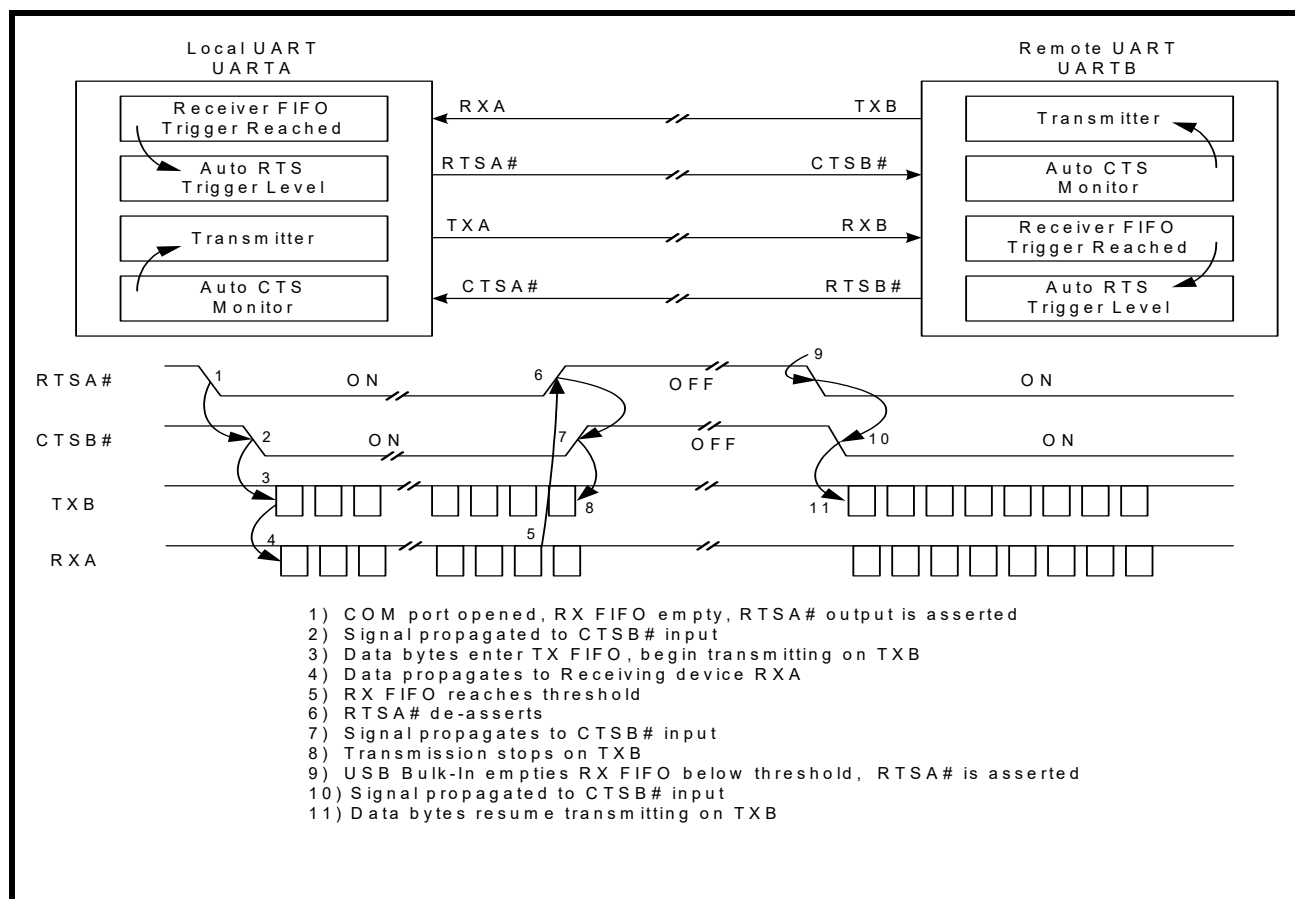 Local UART
UARTA
Remote UART
UARTB
Receiver FIFO
Trigger Reached
Auto RTS
Trigger Level
Transmitter
Auto CTS
Monitor
RXA
TXB
RTSA#
CTSB#
TXA
RXB
CTSA#
RTSB#
Transmitter
Auto CTS
Monitor
Receiver FIFO
Trigger Reached
Auto RTS
Trigger Level
RTSA#
1
ON
6
OFF
9
ON
CTSB#
2
ON
7
OFF
10
ON
TXB
3
8
11
RXA
4
5
1) COM port opened, RX FIFO empty, RTSA# output is asserted
2) Signal propagated to CTSB# input
3) Data bytes enter TX FIFO, begin transmitting on TXB
4) Data propagates to Receiving device RXA
5) RX FIFO reaches threshold
6) RTSA# de-asserts
7) Signal propagates to CTSB# input
8) Transmission stops on TXB
9) USB Bulk-In empties RX FIFO below threshold, RTSA# is asserted
10) Signal propagated to CTSB# input
11) Data bytes resume transmitting on TXB